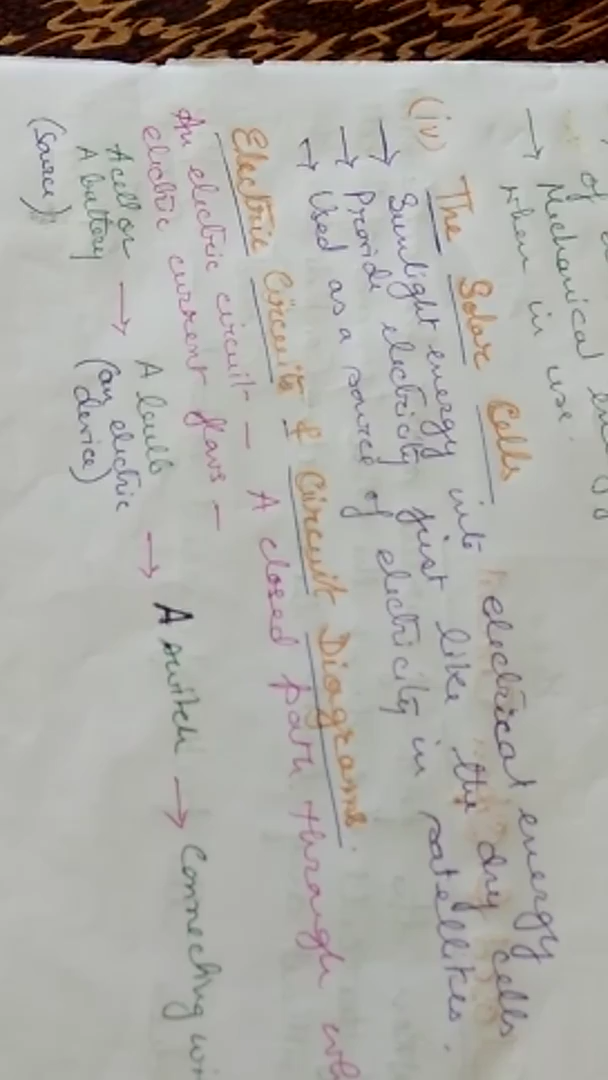 of
→ Mechanical
when in use.
(iv) The Solar Cells
→ Sunlight energy into electrical energy
→ Provide electricity just like the dry cells
→ Used as a source of electricity in satellites.
Electric Circuits & Circuit Diagrams.
An electric circuit - A closed path through
electric current flows -
A cell or A battery (source) → A bulb (an electric device) → A switch → Connecting